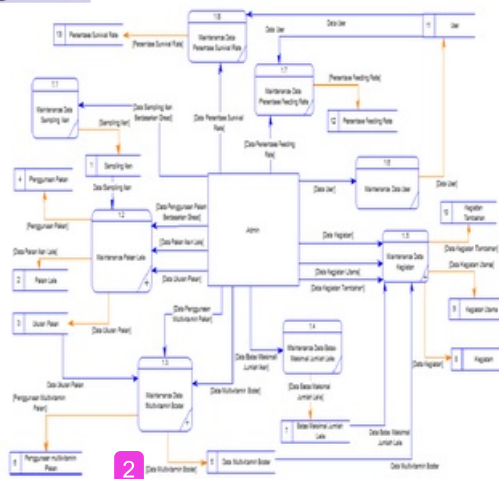 1.8
Maintenance Data
Persentase Survival Rate
13 Persentase Survival Rate
[Persentase Survival Rate]
Data User
Data User
11 User
1.1
Maintenance Data
Sampling Ikan
[Data Sampling Ikan
Berdasarkan Gread]
[Data Persentase Survival
Rate]
1.7
Maintenance Data
Persentase Feeding Rate
[Persentase Feeding Rate]
12 Persentase Feeding Rate
[Sampling Ikan]
1 Sampling Ikan
Data Sampling Ikan
[Data Persentase Feeding
Rate]
1.6
Maintenance Data User
[Data User]
[Data User]
4 Penggunaan Pakan
[Penggunaan Pakan]
1.2
Maintenance Pakan Lele
[Data Penggunaan Pakan
Berdasarkan Gread]
[Data Pakan Ikan Lele]
[Data Ukuran Pakan]
Admin
[Data Kegiatan]
[Data Kegiatan Utama]
[Data Kegiatan Tambahan]
1.5
Maintenance Data
Kegiatan
10 Kegiatan
Tambahan
[Data Kegiatan Tambahan]
[Data Kegiatan Utama]
9 Kegiatan Utama
[Data Pakan Ikan Lele]
2 Pakan Lele
3 Ukuran Pakan
[Data Ukuran Pakan]
[Data Penggunaan
Multivitamin Pakan]
[Data Kegiatan]
8 Kegiatan
1.4
Maintenance Data Batas
Maksimal Jumlah Lele
[Data Batas Maksimal
Jumlah Ikan]
Data Ukuran Pakan
1.3
Maintenance Data
Multivitamin Boster
[Penggunaan Multivitamin
Pakan]
[Data Batas Maksimal
Jumlah Lele]
7 Batas Maksimal Jumlah
Lele
Data Batas Maksimal
Jumlah Lele
6 Penggunaan multivitamin
Pakan
2
[Data Multivitamin Boster]
5 Data Multivitamin Boster
Data Multivitamin Boster